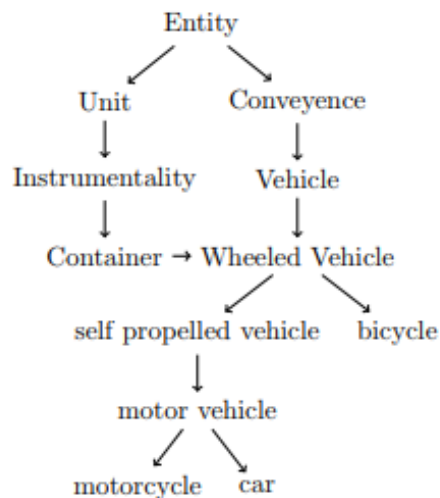 Entity
Unit Conveyence
Instrumentality Vehicle
Container → Wheeled Vehicle
self propelled vehicle bicycle
motor vehicle
motorcycle car